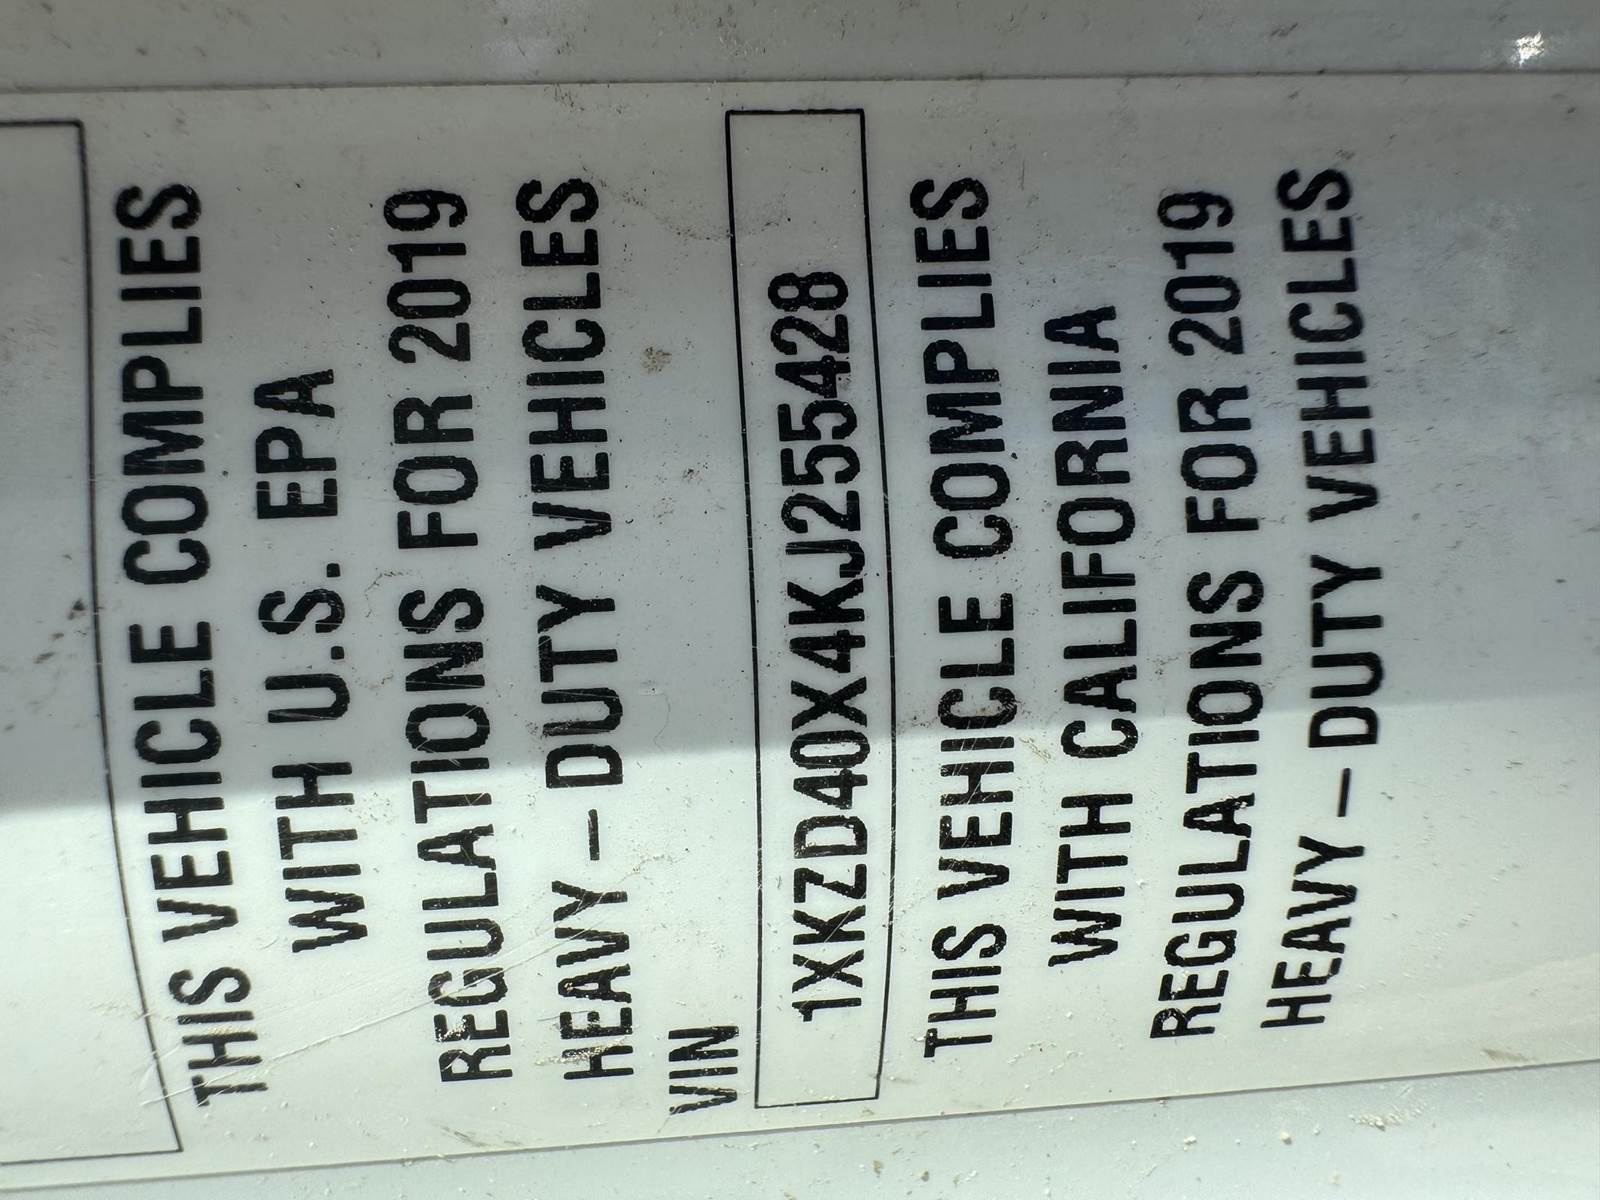 THIS VEHICLE COMPLIES
WITH U.S. EPA
REGULATIONS FOR 2019
HEAVY-DUTY VEHICLES
VIN
1XKZD40X4KJ255428
THIS VEHICLE COMPLIES
WITH CALIFORNIA
REGULATIONS FOR 2019
HEAVY-DUTY VEHICLES